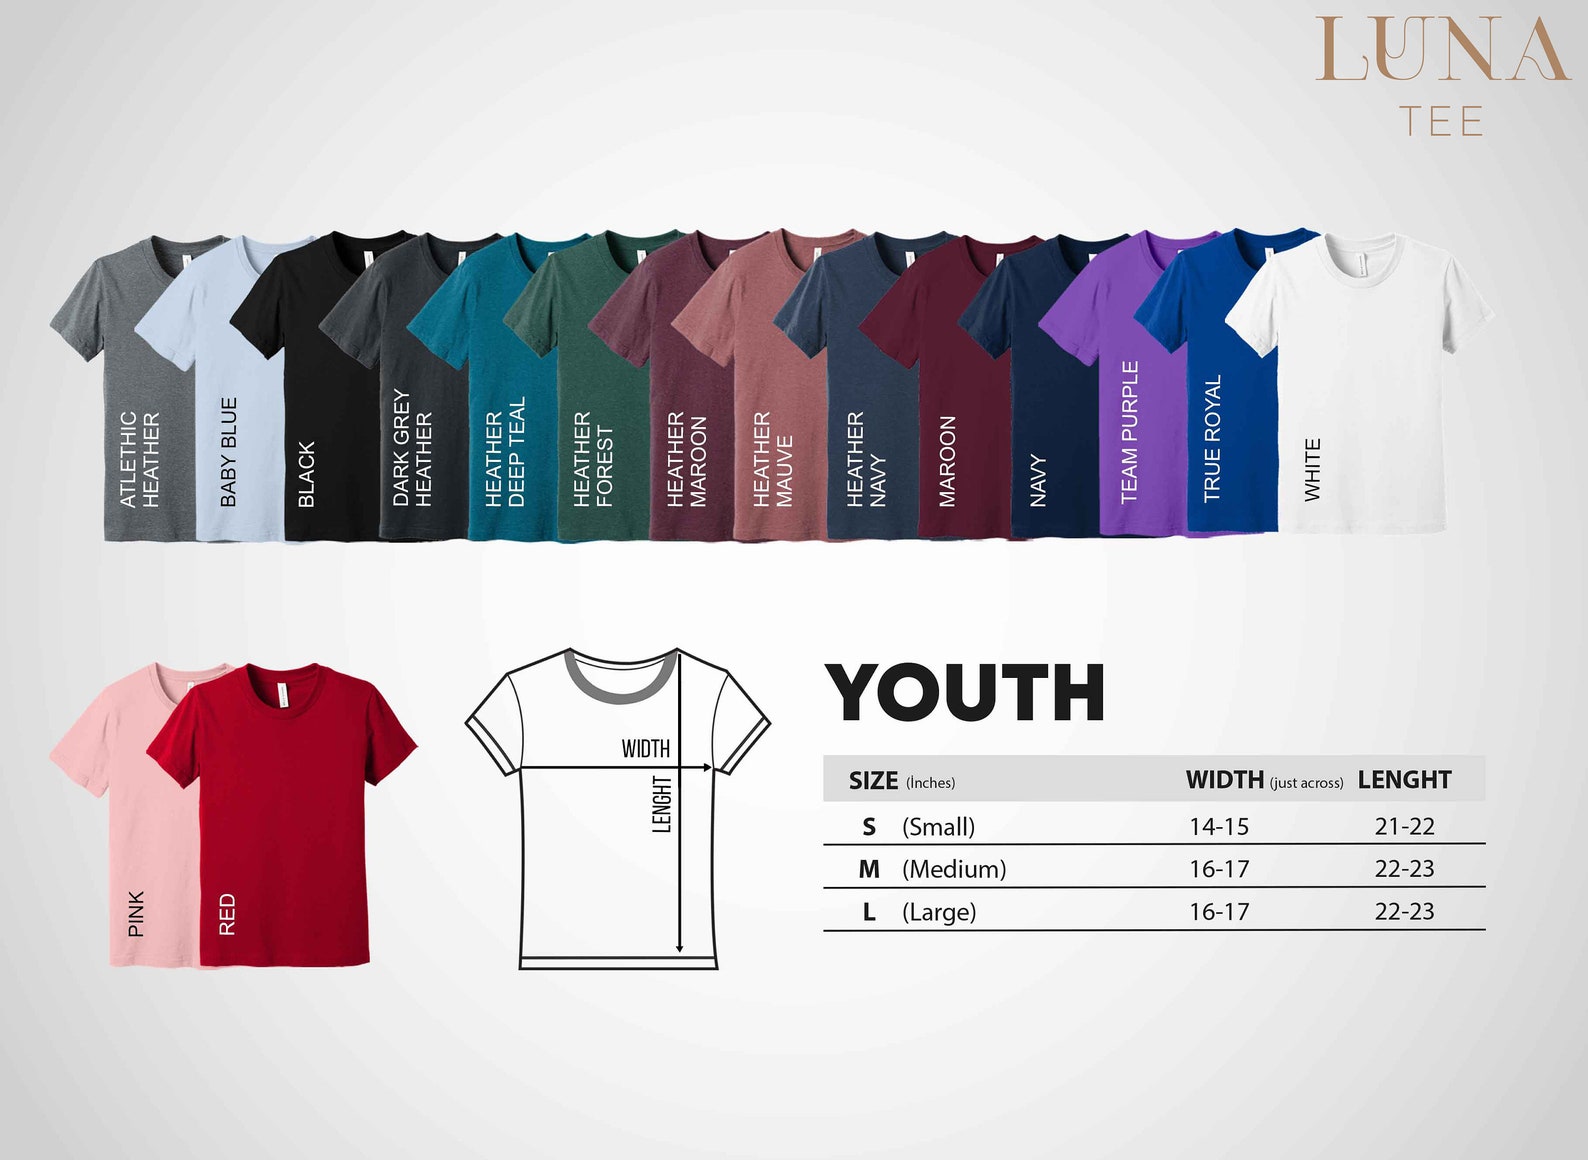 LUNA
TEE
ATLETHIC
HEATHER
BABY BLUE
BLACK
DARK GREY
HEATHER
HEATHER
DEEP TEAL
HEATHER
FOREST
HEATHER
MAROON
HEATHER
MAUVE
HEATHER
NAVY
MAROON
NAVY
TEAM PURPLE
TRUE ROYAL
WHITE
PINK
RED
WIDTH
LENGHT
YOUTH
SIZE (İnches) WIDTH (just across) LENGHT
S (Small) 14-15 21-22
M (Medium) 16-17 22-23
L (Large) 16-17 22-23